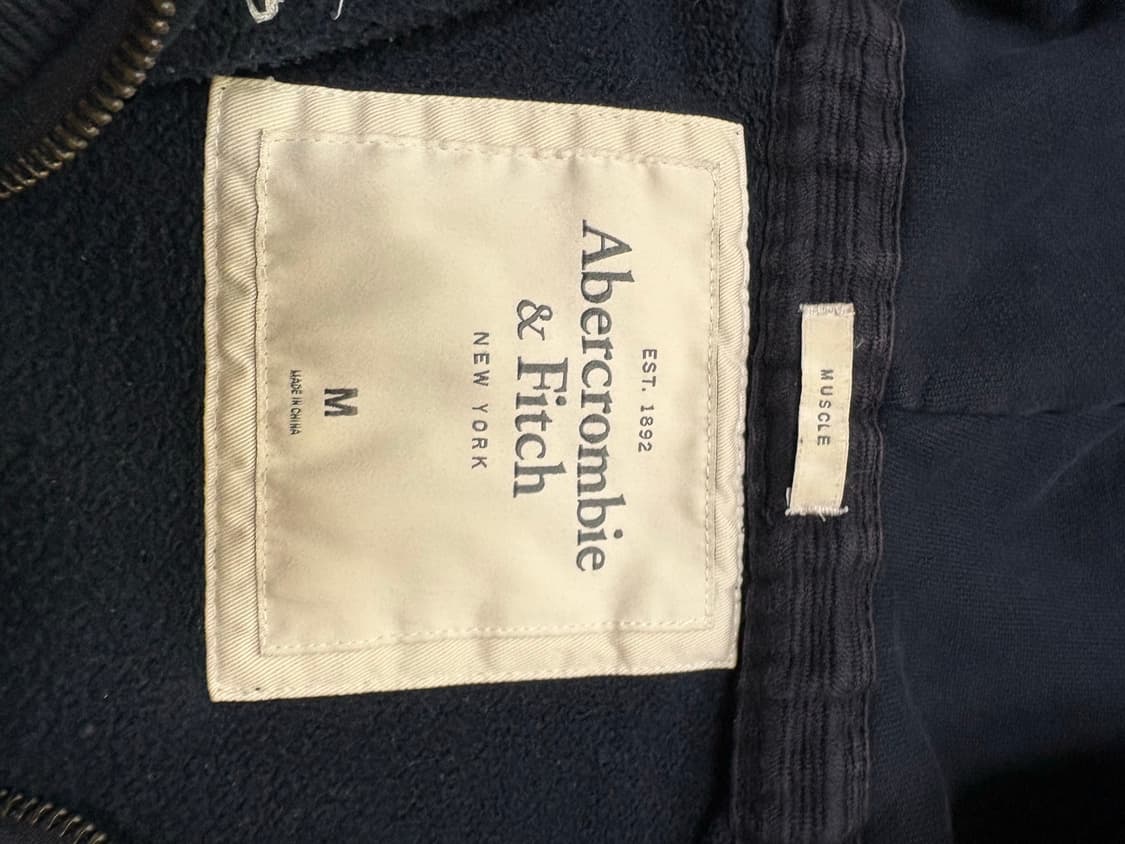 MUSCLE
EST. 1892
Abercrombie
& Fitch
NEW YORK
M
MADE IN CHINA